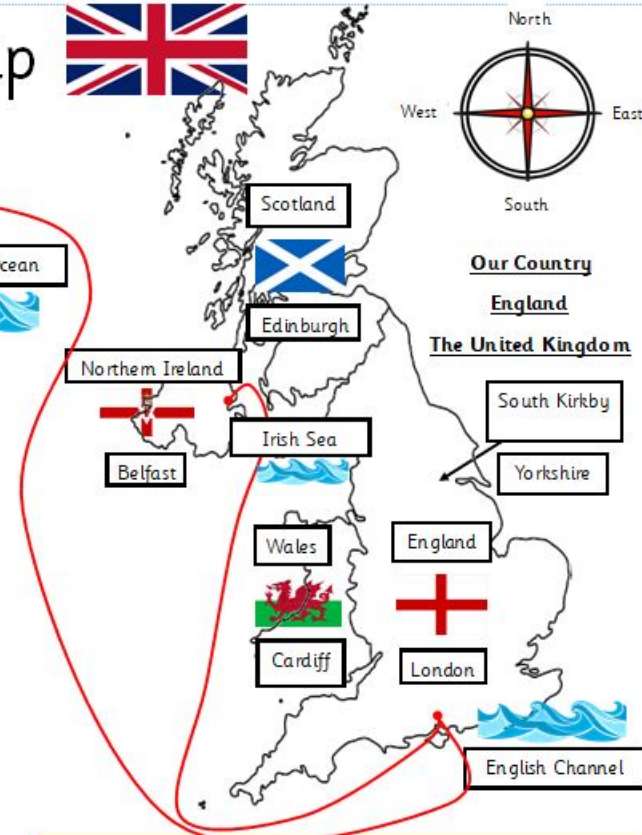 North
West
East
South
Scotland
Our Country
England
The United Kingdom
Edinburgh
Northern Ireland
South Kirkby
Irish Sea
Belfast
Yorkshire
Wales
England
Cardiff
London
English Channel